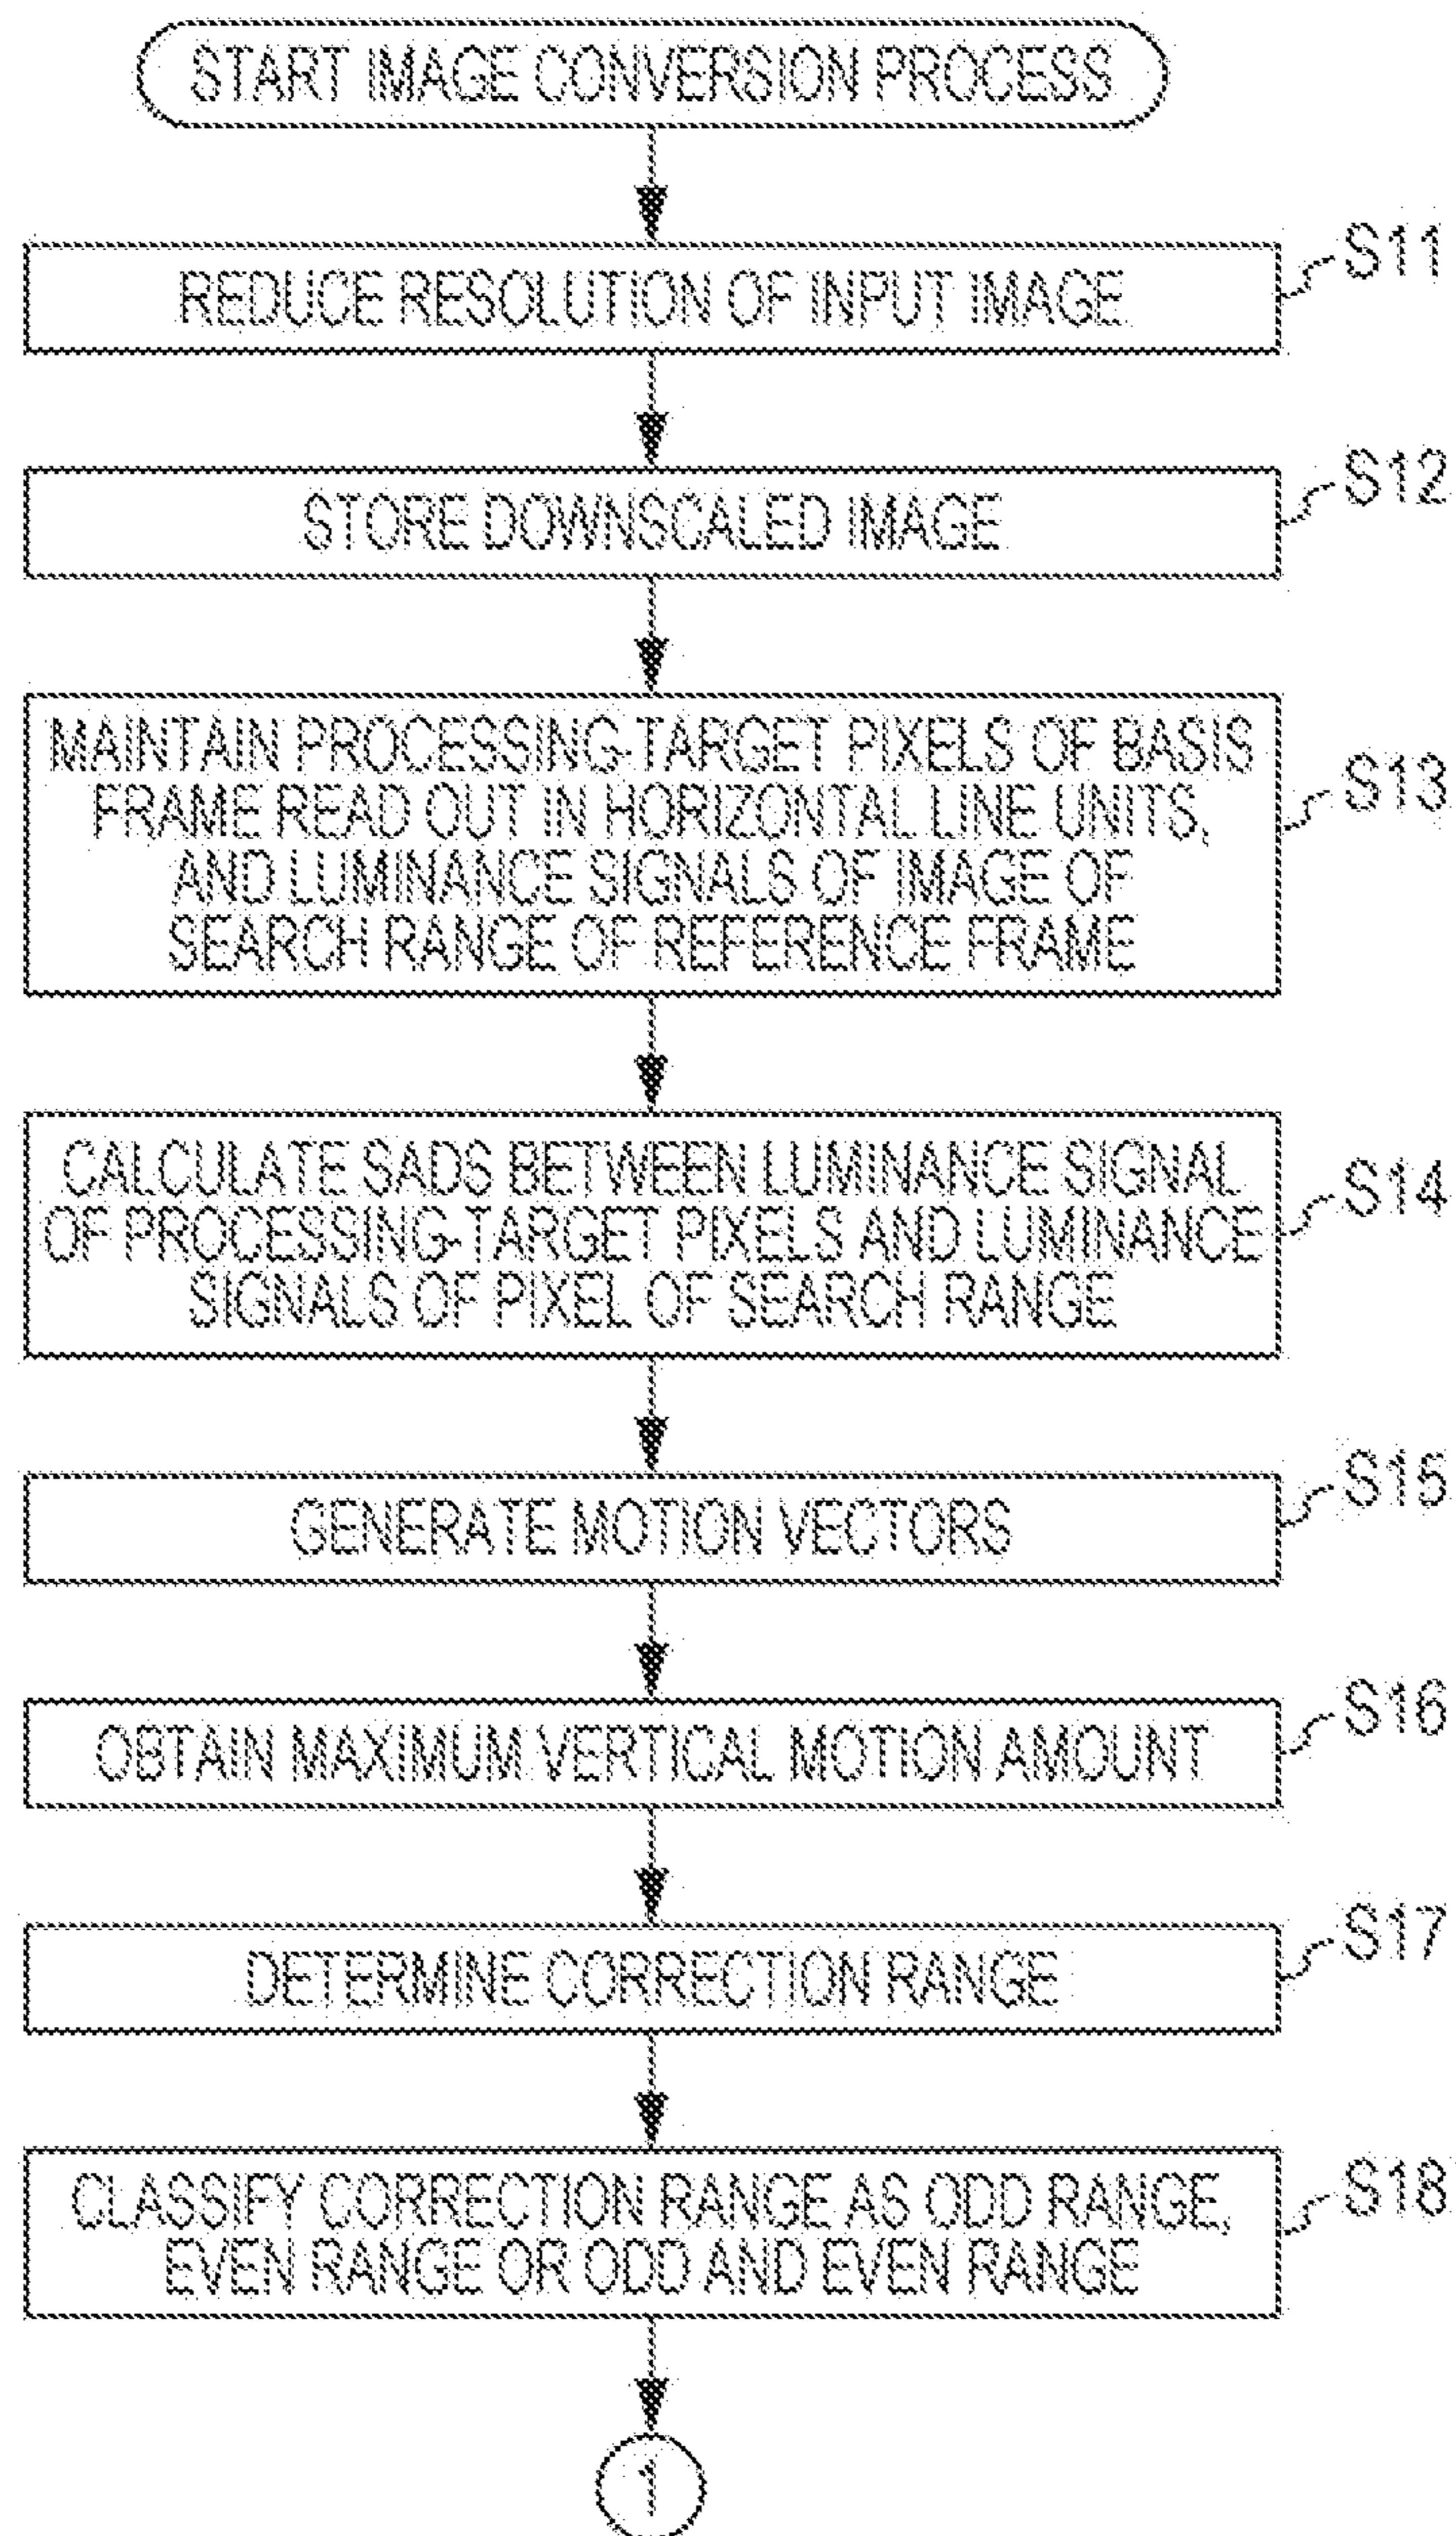 START IMAGE CONVERSION PROCESS
REDUCE RESOLUTION OF INPUT IMAGE
S11
STORE DOWNSCALED IMAGE
S12
MAINTAIN PROCESSING-TARGET PIXELS OF BASIS
FRAME READ OUT IN HORIZONTAL LINE UNITS,
AND LUMINANCE SIGNALS OF IMAGE OF
SEARCH RANGE OF REFERENCE FRAME
S13
CALCULATE SADS BETWEEN LUMINANCE SIGNAL
OF PROCESSING-TARGET PIXELS AND LUMINANCE
SIGNALS OF PIXEL OF SEARCH RANGE
S14
GENERATE MOTION VECTORS
S15
OBTAIN MAXIMUM VERTICAL MOTION AMOUNT
S16
DETERMINE CORRECTION RANGE
S17
CLASSIFY CORRECTION RANGE AS ODD RANGE,
EVEN RANGE OR ODD AND EVEN RANGE
S18
1